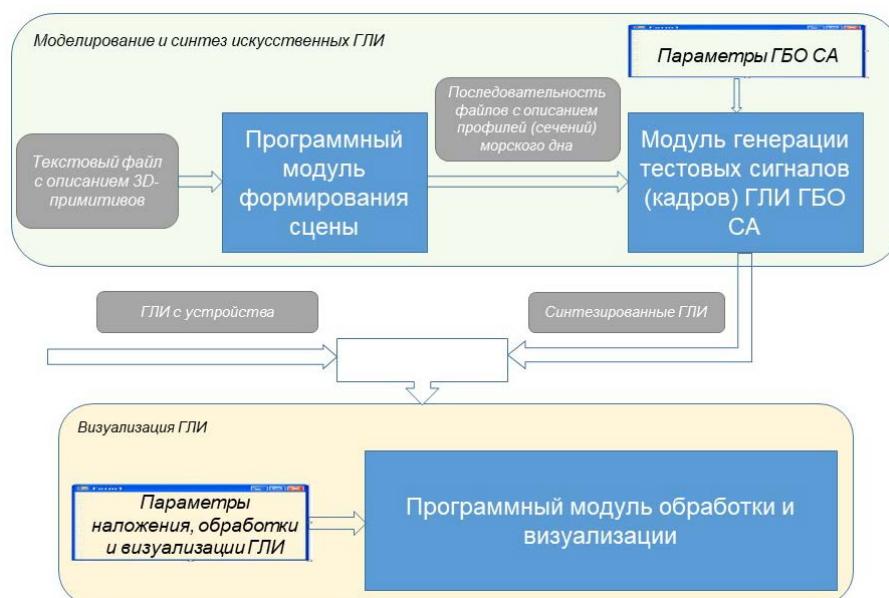 Моделирование и синтез искусственных ГЛИ
Параметры ГБО СА
Последовательность
файлов с описанием
профилей (сечений)
морского дна
Текстовый файл
с описанием 3D-
примитивов
Программный
модуль
формирования
сцены
Модуль генерации
тестовых сигналов
(кадров) ГЛИ ГБО
СА
ГЛИ с устройства
Синтезированные ГЛИ
Визуализация ГЛИ
Параметры
наложения, обработки
и визуализации ГЛИ
Программный модуль обработки и
визуализации